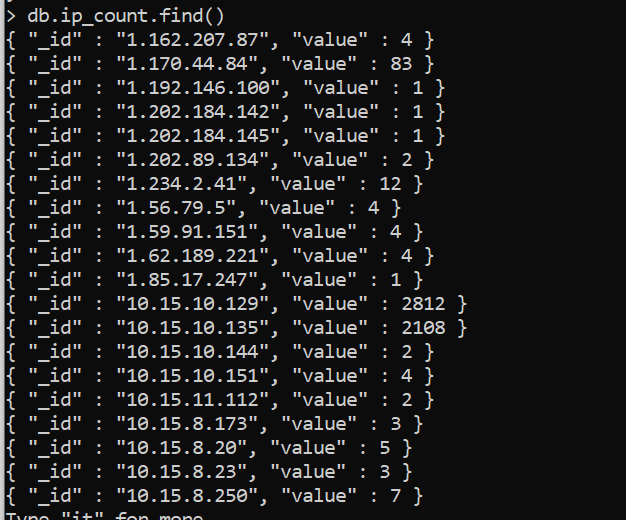 > db.ip_count.find()
{ "_id" : "1.162.207.87", "value" : 4 }
{ "_id" : "1.170.44.84", "value" : 83 }
{ "_id" : "1.192.146.100", "value" : 1 }
{ "_id" : "1.202.184.142", "value" : 1 }
{ "_id" : "1.202.184.145", "value" : 1 }
{ "_id" : "1.202.89.134", "value" : 2 }
{ "_id" : "1.234.2.41", "value" : 12 }
{ "_id" : "1.56.79.5", "value" : 4 }
{ "_id" : "1.59.91.151", "value" : 4 }
{ "_id" : "1.62.189.221", "value" : 4 }
{ "_id" : "1.85.17.247", "value" : 1 }
{ "_id" : "10.15.10.129", "value" : 2812 }
{ "_id" : "10.15.10.135", "value" : 2108 }
{ "_id" : "10.15.10.144", "value" : 2 }
{ "_id" : "10.15.10.151", "value" : 4 }
{ "_id" : "10.15.11.112", "value" : 2 }
{ "_id" : "10.15.8.173", "value" : 3 }
{ "_id" : "10.15.8.20", "value" : 5 }
{ "_id" : "10.15.8.23", "value" : 3 }
{ "_id" : "10.15.8.250", "value" : 7 }
Type "it" for more